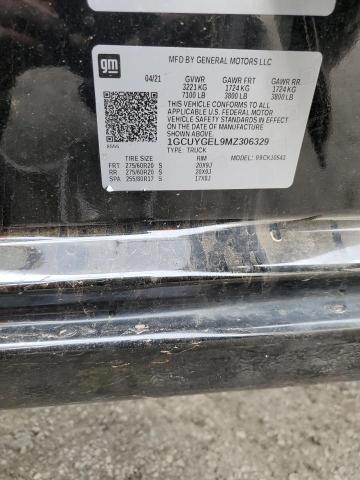 gm
MFD BY GENERAL MOTORS LLC
04/21 GVWR GAWR FRT GAWR RR
3221 KG 1724 KG 1724 KG
7100 LB 3800 LB 3800 LB
THIS VEHICLE CONFORMS TO ALL APPLICABLE
U.S. FEDERAL MOTOR VEHICLE SAFETY STANDARDS
IN EFFECT ON THE DATE OF MANUFACTURE SHOWN ABOVE.
1GCUYGEL9MZ306329
TYPE: TRUCK MODEL:
TIRE SIZE RIM
FRT 275/60R20 S 20X9J
RR 275/60R20 S 20X9J
SPA 255/80R17 S 17X8J